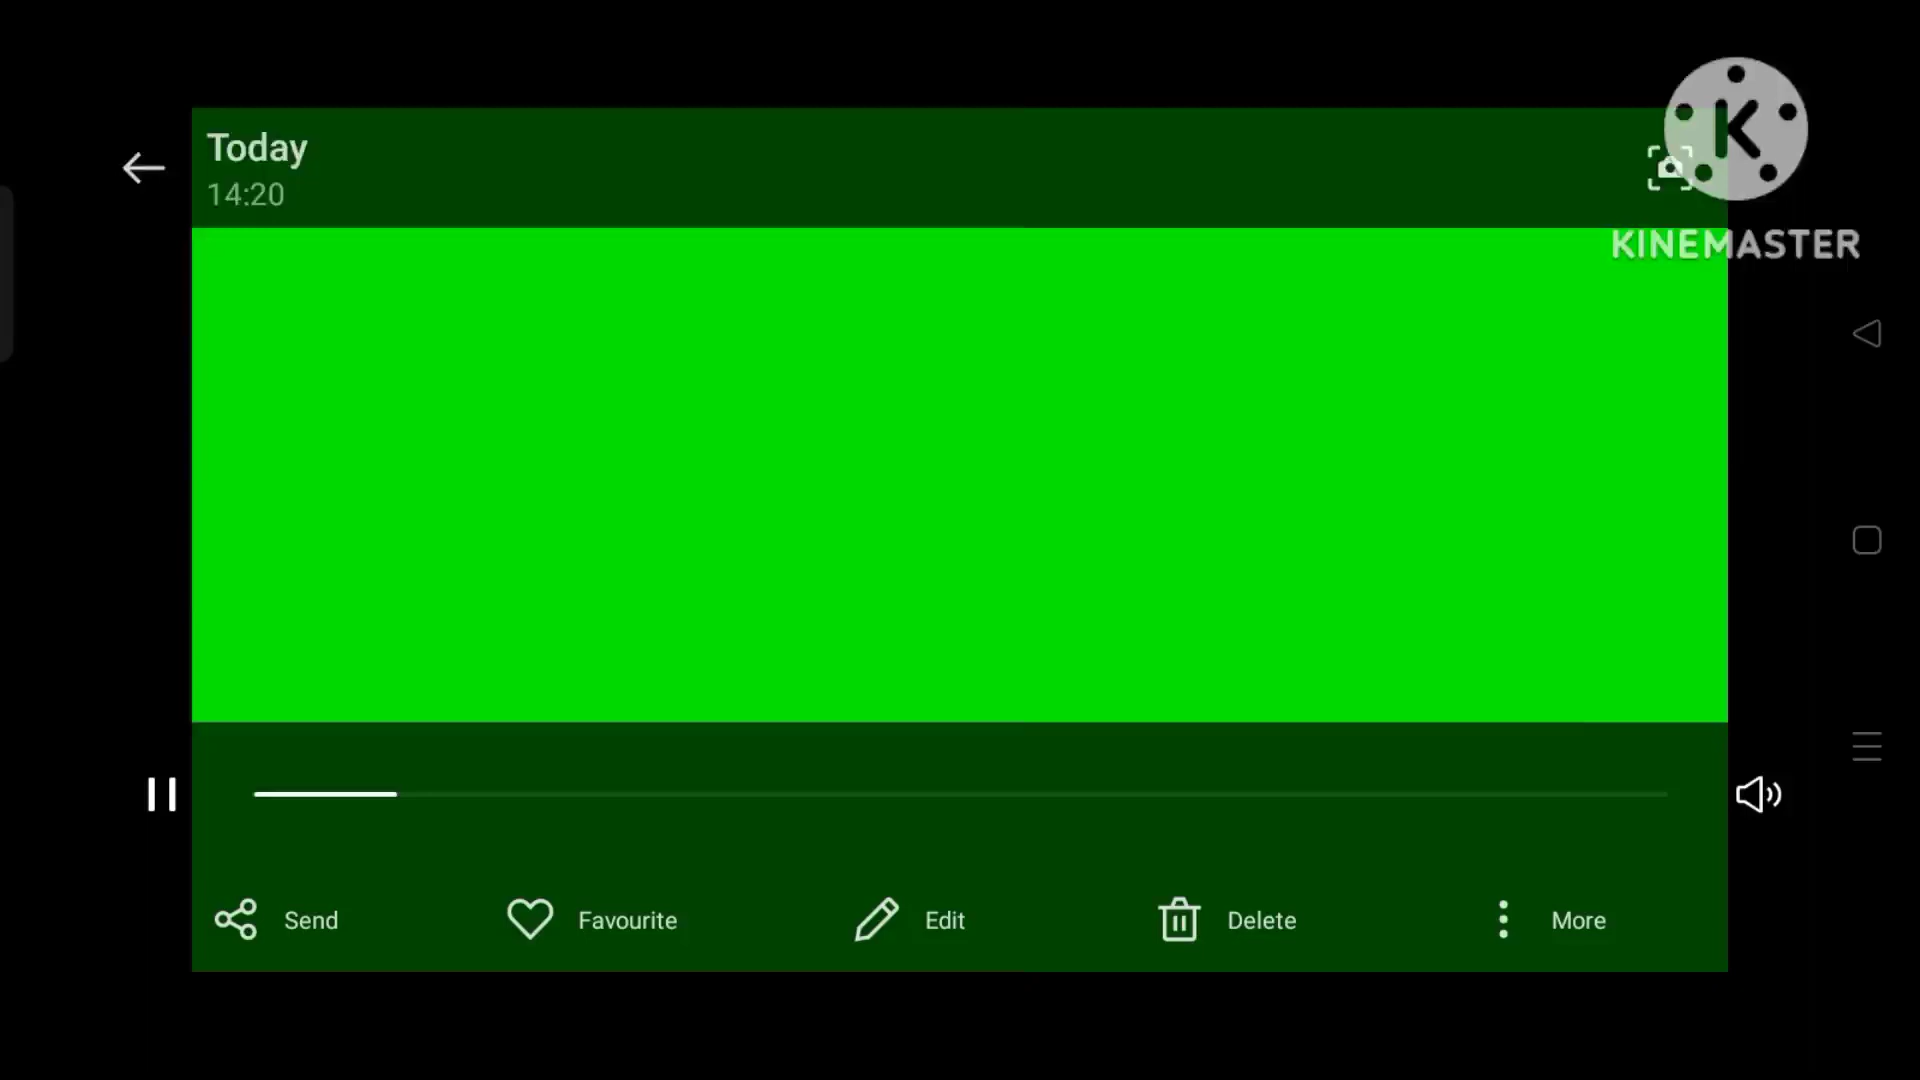 Today
14:20
K
KINEMASTER
Send
Favourite
Edit
Delete
More